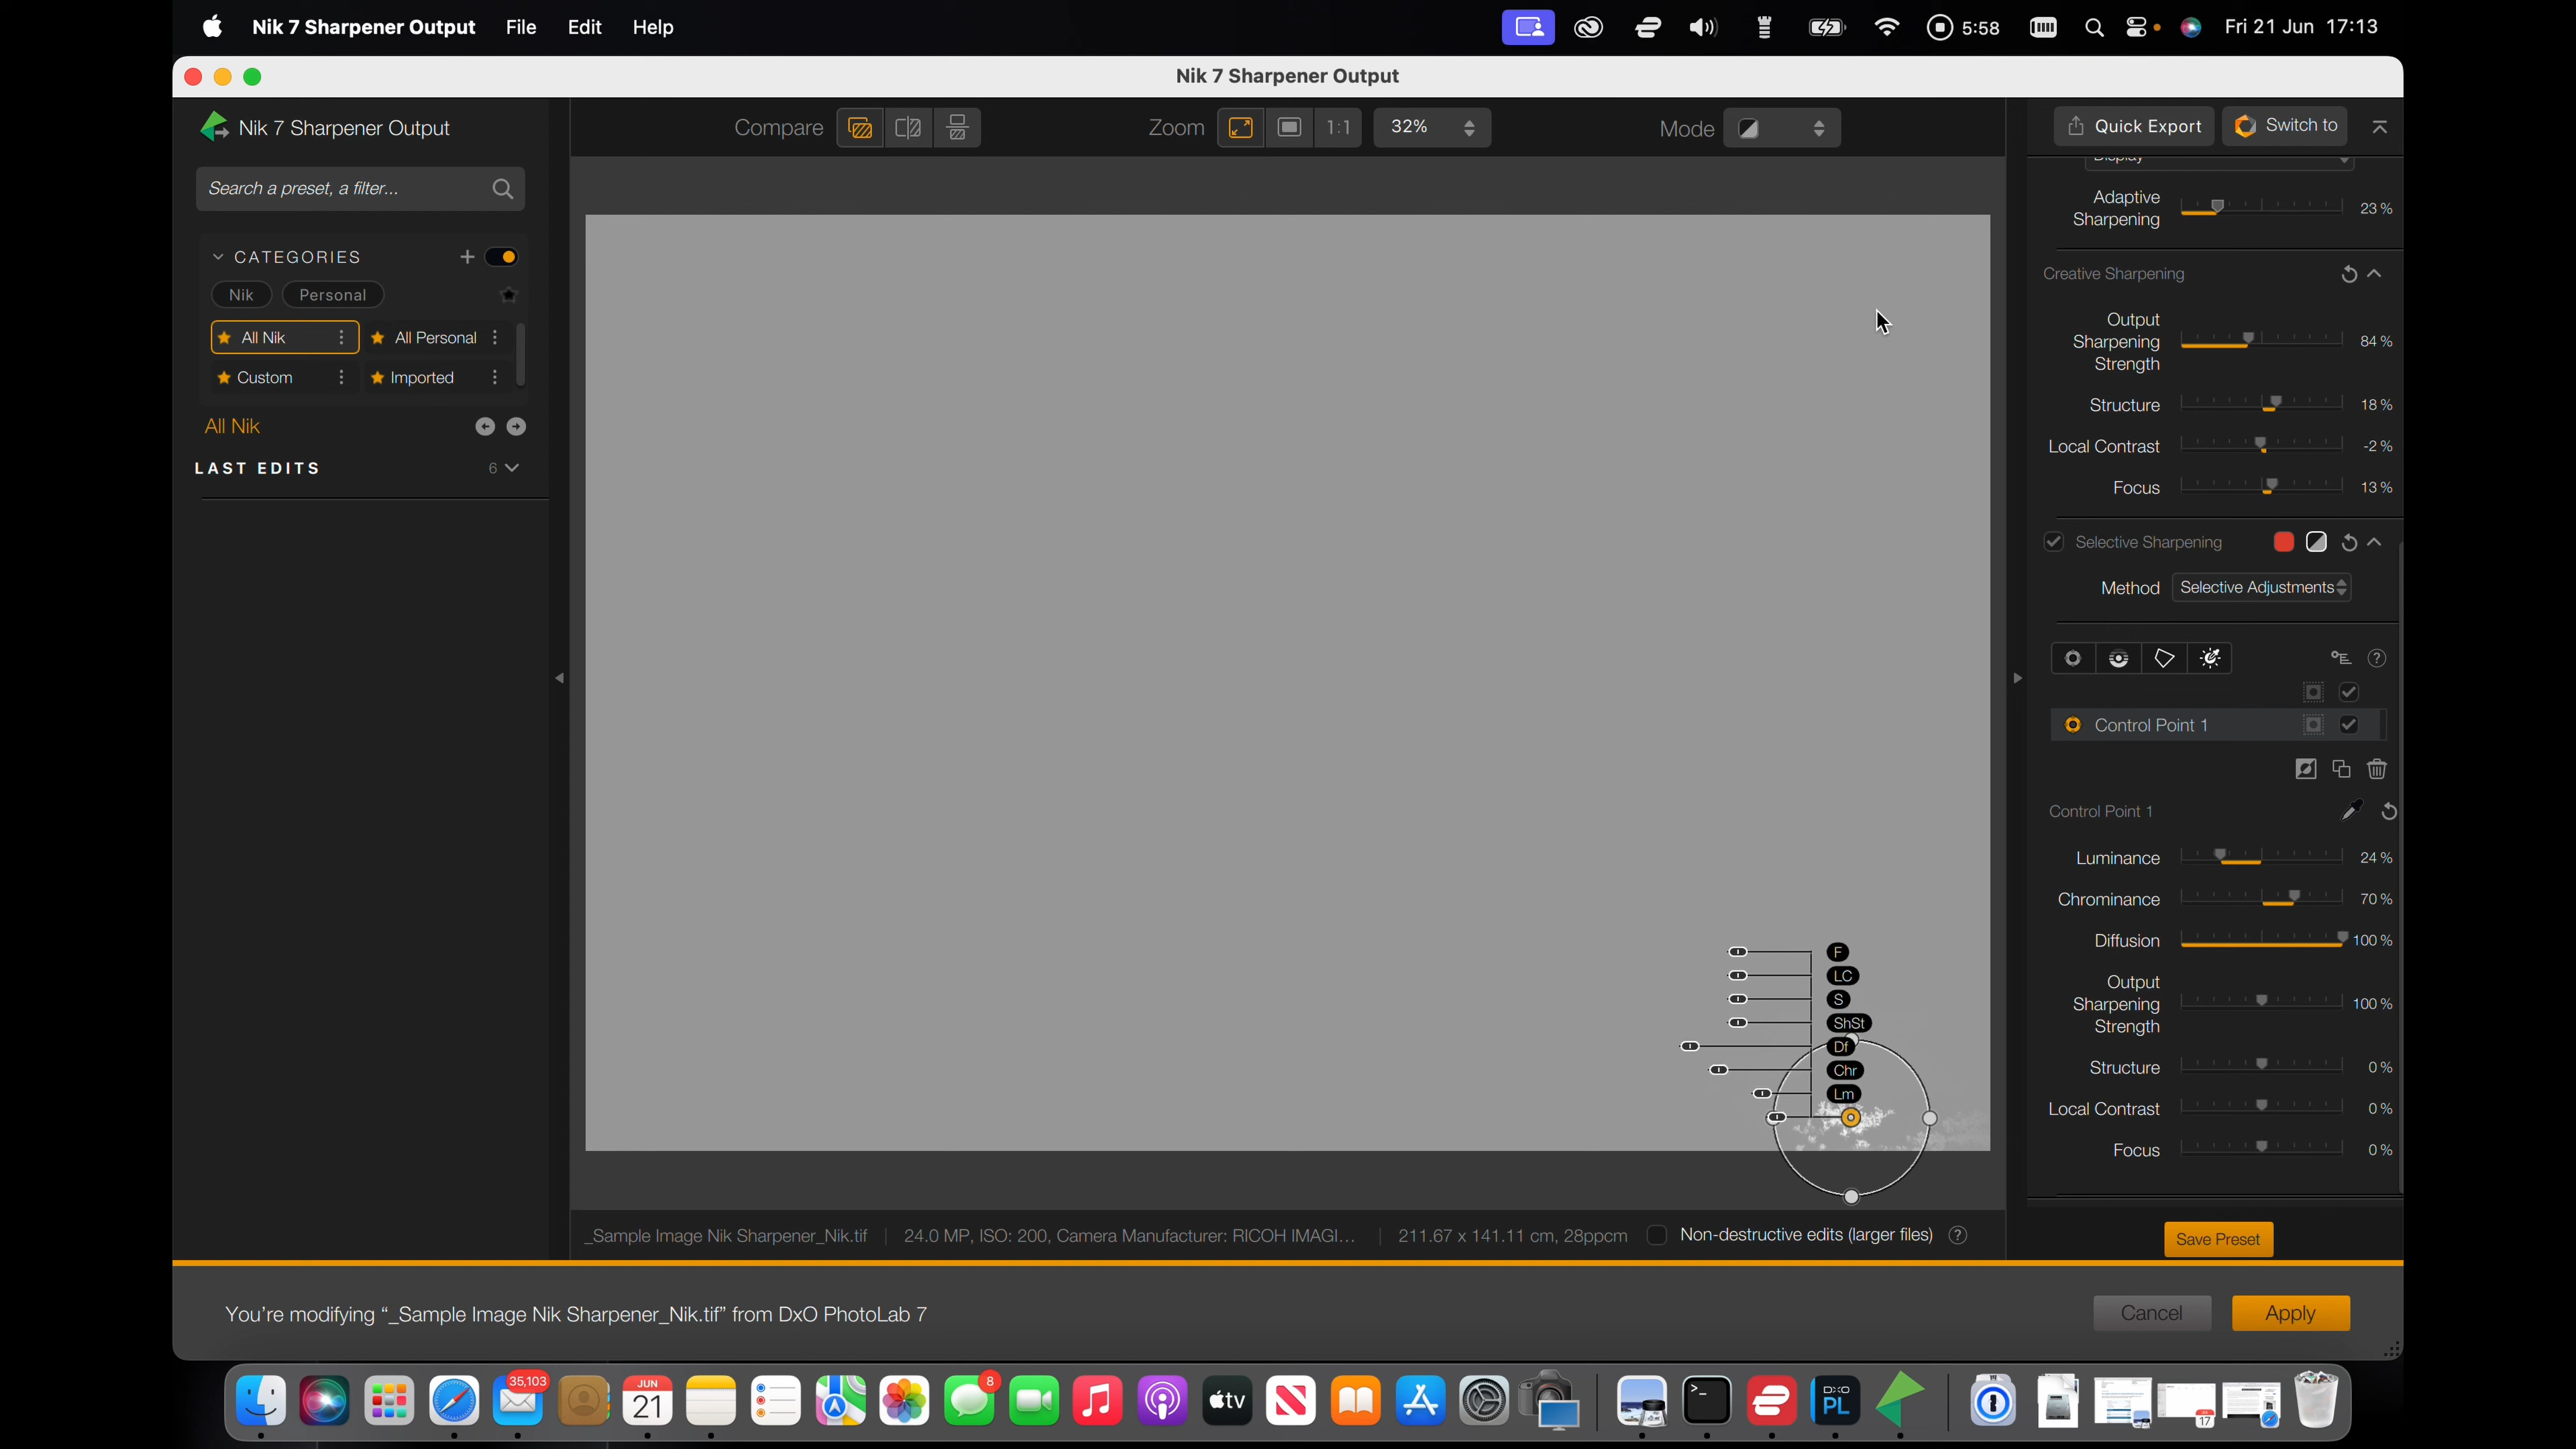 Nik 7 Sharpener Output File Edit Help 5:58 Fri 21 Jun 17:13
Nik 7 Sharpener Output
Nik 7 Sharpener Output Compare Zoom 1:1 32% Mode Quick Export Switch to
Display
Search a preset, a filter...
Adaptive
Sharpening 23 %
CATEGORIES
Nik Personal
All Nik All Personal
Custom Imported
All Nik
LAST EDITS 6
Creative Sharpening
Output
Sharpening
Strength 84 %
Structure 18 %
Local Contrast -2 %
Focus 13 %
Selective Sharpening
Method Selective Adjustments
Control Point 1
Control Point 1
Luminance 24 %
Chrominance 70 %
Diffusion 100 %
Output
Sharpening
Strength 100 %
Structure 0 %
Local Contrast 0 %
Focus 0 %
F
LC
S
ShSt
Df
Chr
Lm
_Sample Image Nik Sharpener_Nik.tif 24.0 MP, ISO: 200, Camera Manufacturer: RICOH IMAGI... 211.67 x 141.11 cm, 28ppcm Non-destructive edits (larger files)
Save Preset
You're modifying “_Sample Image Nik Sharpener_Nik.tif” from DxO PhotoLab 7 Cancel Apply
35,103 JUN 21 8 tv DXO PL 17